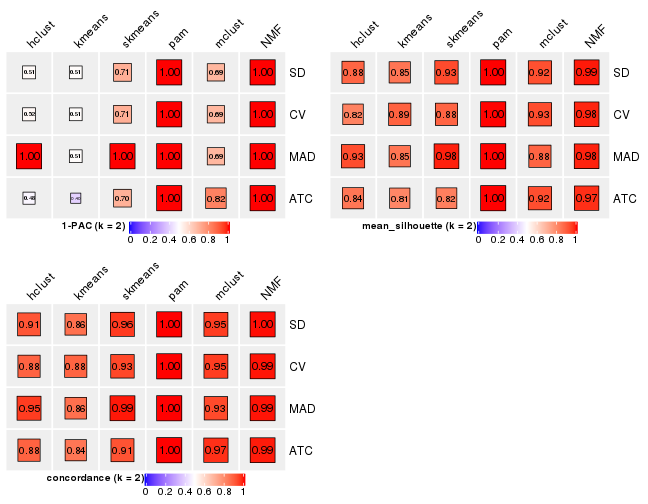 hclust kmeans skmeans pam mclust NMF
0.51 0.51 0.71 1.00 0.69 1.00 SD
0.52 0.51 0.71 1.00 0.69 1.00 CV
1.00 0.51 1.00 1.00 0.69 1.00 MAD
0.48 0.70 1.00 0.82 1.00 ATC
1-PAC (k = 2)
0 0.2 0.4 0.6 0.8 1
hclust kmeans skmeans pam mclust NMF
0.88 0.85 0.93 1.00 0.92 0.99 SD
0.82 0.89 0.88 1.00 0.93 0.98 CV
0.93 0.85 0.98 1.00 0.88 0.98 MAD
0.84 0.81 0.82 1.00 0.92 0.97 ATC
mean_silhouette (k = 2)
0 0.2 0.4 0.6 0.8 1
hclust kmeans skmeans pam mclust NMF
0.91 0.86 0.96 1.00 0.95 1.00 SD
0.88 0.88 0.93 1.00 0.95 0.99 CV
0.95 0.86 0.99 1.00 0.93 0.99 MAD
0.88 0.84 0.91 1.00 0.97 0.99 ATC
concordance (k = 2)
0 0.2 0.4 0.6 0.8 1